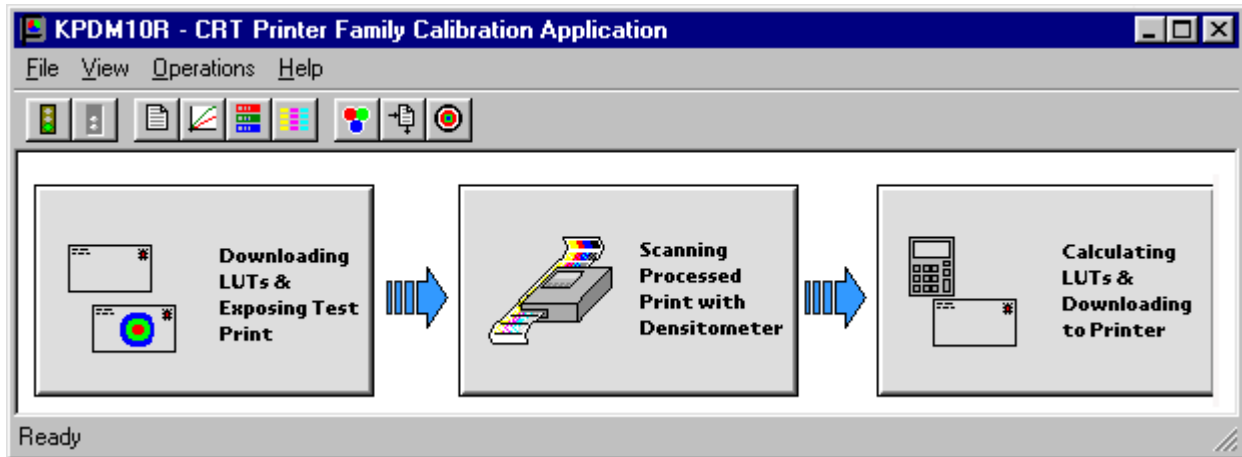 KPDM10R - CRT Printer Family Calibration Application
File View Operations Help
Downloading
LUTs &
Exposing Test
Print
Scanning
Processed
Print with
Densitometer
Calculating
LUTs &
Downloading
to Printer
Ready